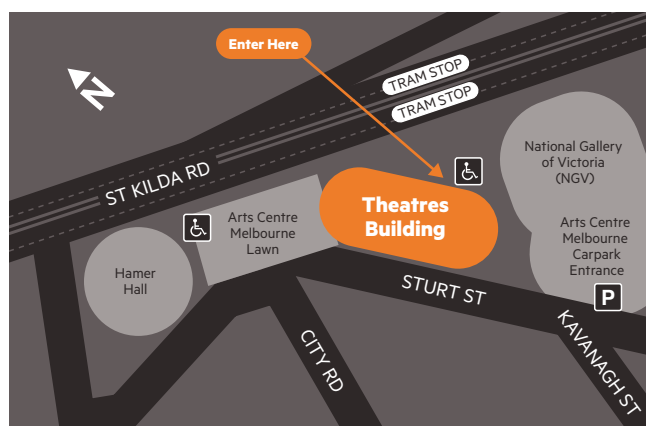 Enter Here
N
TRAM STOP
TRAM STOP
ST KILDA RD
National Gallery
of Victoria
(NGV)
Theatres
Building
Arts Centre
Melbourne
Lawn
Arts Centre
Melbourne
Carpark
Entrance
Hamer
Hall
P
STURT ST
CITY RD
KAVANAGH ST